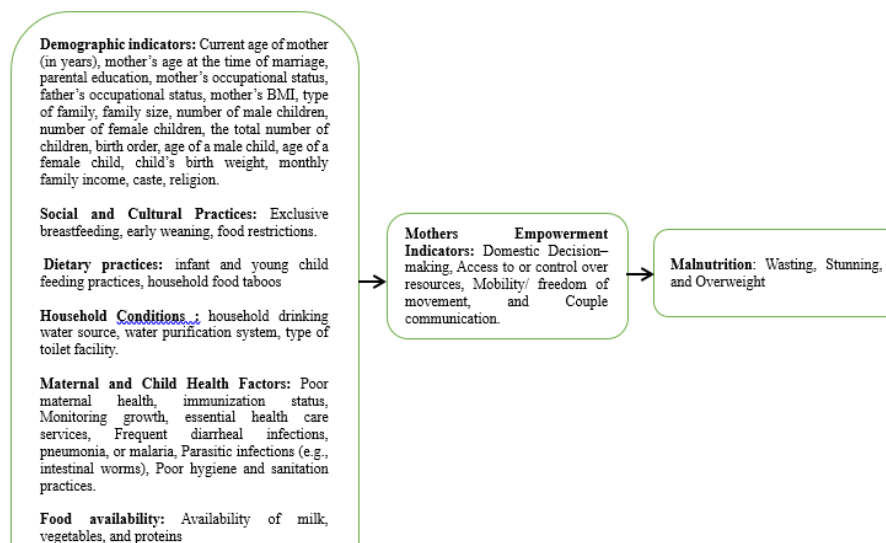 Demographic indicators: Current age of mother
(in years), mother's age at the time of marriage,
parental education, mother's occupational status,
father's occupational status, mother's BMI, type
of family, family size, number of male children,
number of female children, the total number of
children, birth order, age of a male child, age of a
female child, child's birth weight, monthly
family income, caste, religion.
Social and Cultural Practices: Exclusive
breastfeeding, early weaning, food restrictions.
Dietary practices: infant and young child
feeding practices, household food taboos
Household Conditions : household drinking
water source, water purification system, type of
toilet facility.
Maternal and Child Health Factors: Poor
maternal health, immunization status,
Monitoring growth, essential health care
services, Frequent diarrheal infections,
pneumonia, or malaria, Parasitic infections (e.g.,
intestinal worms), Poor hygiene and sanitation
practices.
Food availability: Availability of milk,
vegetables, and proteins
Mothers Empowerment
Indicators: Domestic Decision–
making, Access to or control over
resources, Mobility/ freedom of
movement, and Couple
communication.
Malnutrition: Wasting, Stunning,
and Overweight